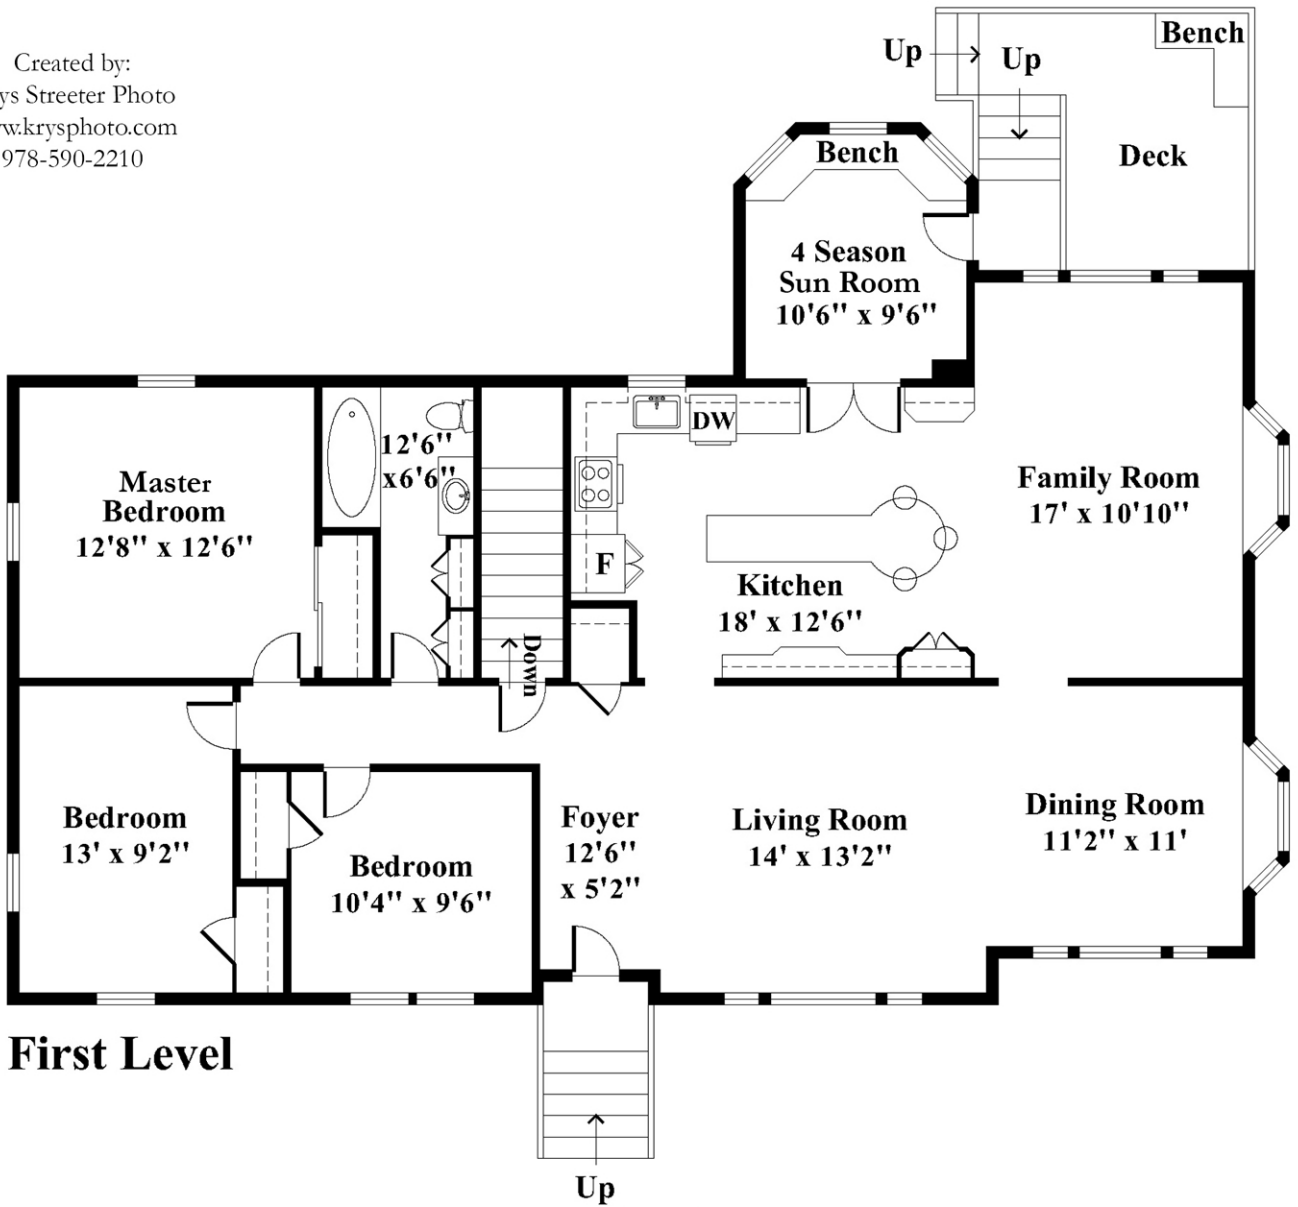 Created by:
ys Streeter Photo
w.krysphoto.com
978-590-2210
Up
Up
Bench
Deck
Bench
4 Season
Sun Room
10'6" x 9'6"
DW
12'6"
x6'6"
Master
Bedroom
12'8" x 12'6"
Family Room
17' x 10'10"
F
Kitchen
18' x 12'6"
Down
Bedroom
13' x 9'2"
Bedroom
10'4" x 9'6"
Foyer
12'6"
x 5'2"
Living Room
14' x 13'2"
Dining Room
11'2" x 11'
First Level
Up